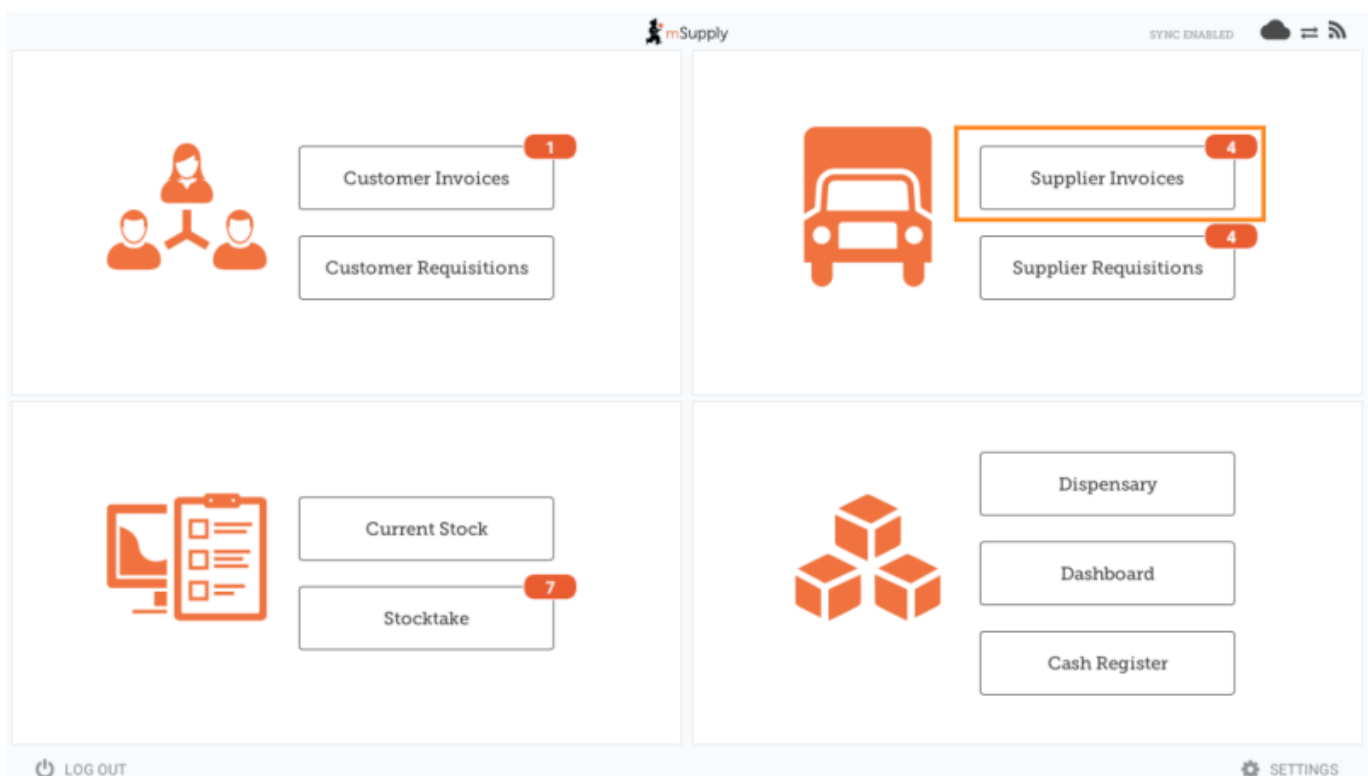 mSupply
SYNC ENABLED
1
Customer Invoices
Customer Requisitions
4
Supplier Invoices
4
Supplier Requisitions
Current Stock
7
Stocktake
Dispensary
Dashboard
Cash Register
LOG OUT
SETTINGS